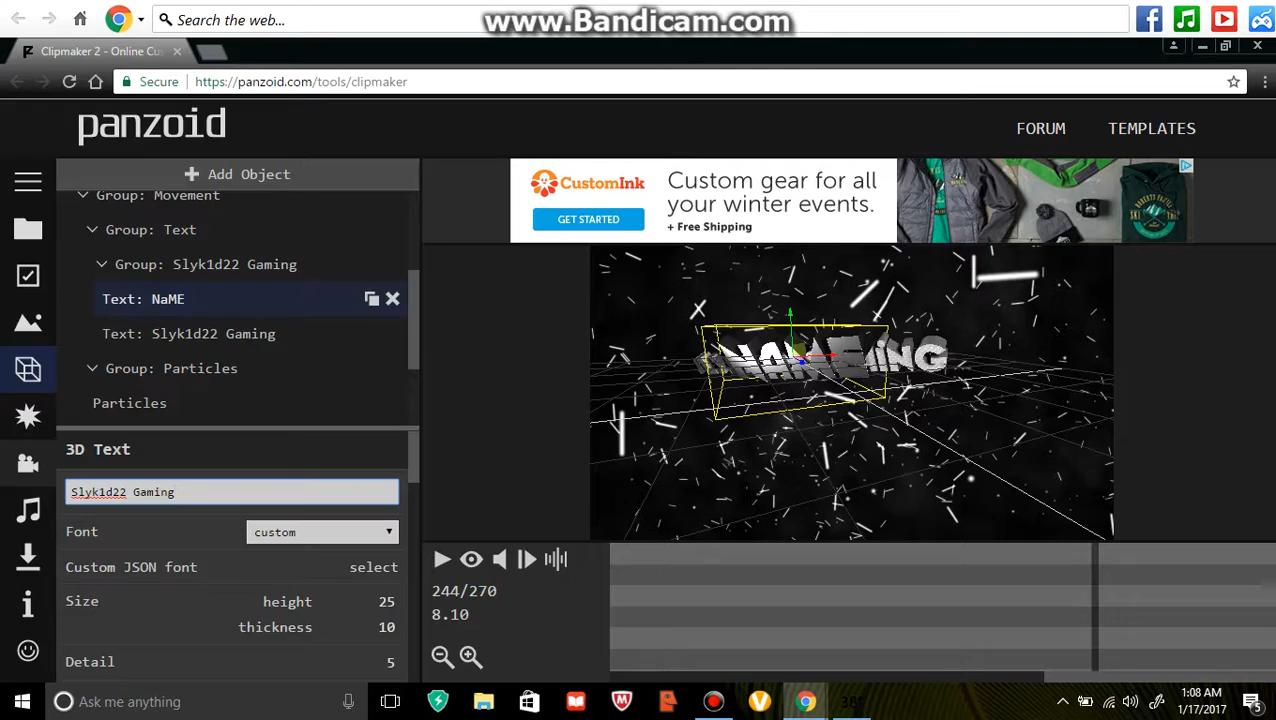 www.Bandicam.com
Search the web...
Clipmaker 2 - Online Cus
Secure
https://panzoid.com/tools/clipmaker
panzoid
FORUM
TEMPLATES
Add Object
Group: Movement
Group: Text
Group: Slyk1d22 Gaming
Text: NaME
Text: Slyk1d22 Gaming
Group: Particles
Particles
CustomInk
GET STARTED
Custom gear for all
your winter events.
+ Free Shipping
NAME
ING
3D Text
Slyk1d22 Gaming
Font
custom
Custom JSON font
select
Size
height
25
thickness
10
Detail
5
244/270
8.10
Ask me anything
1:08 AM
1/17/2017
5